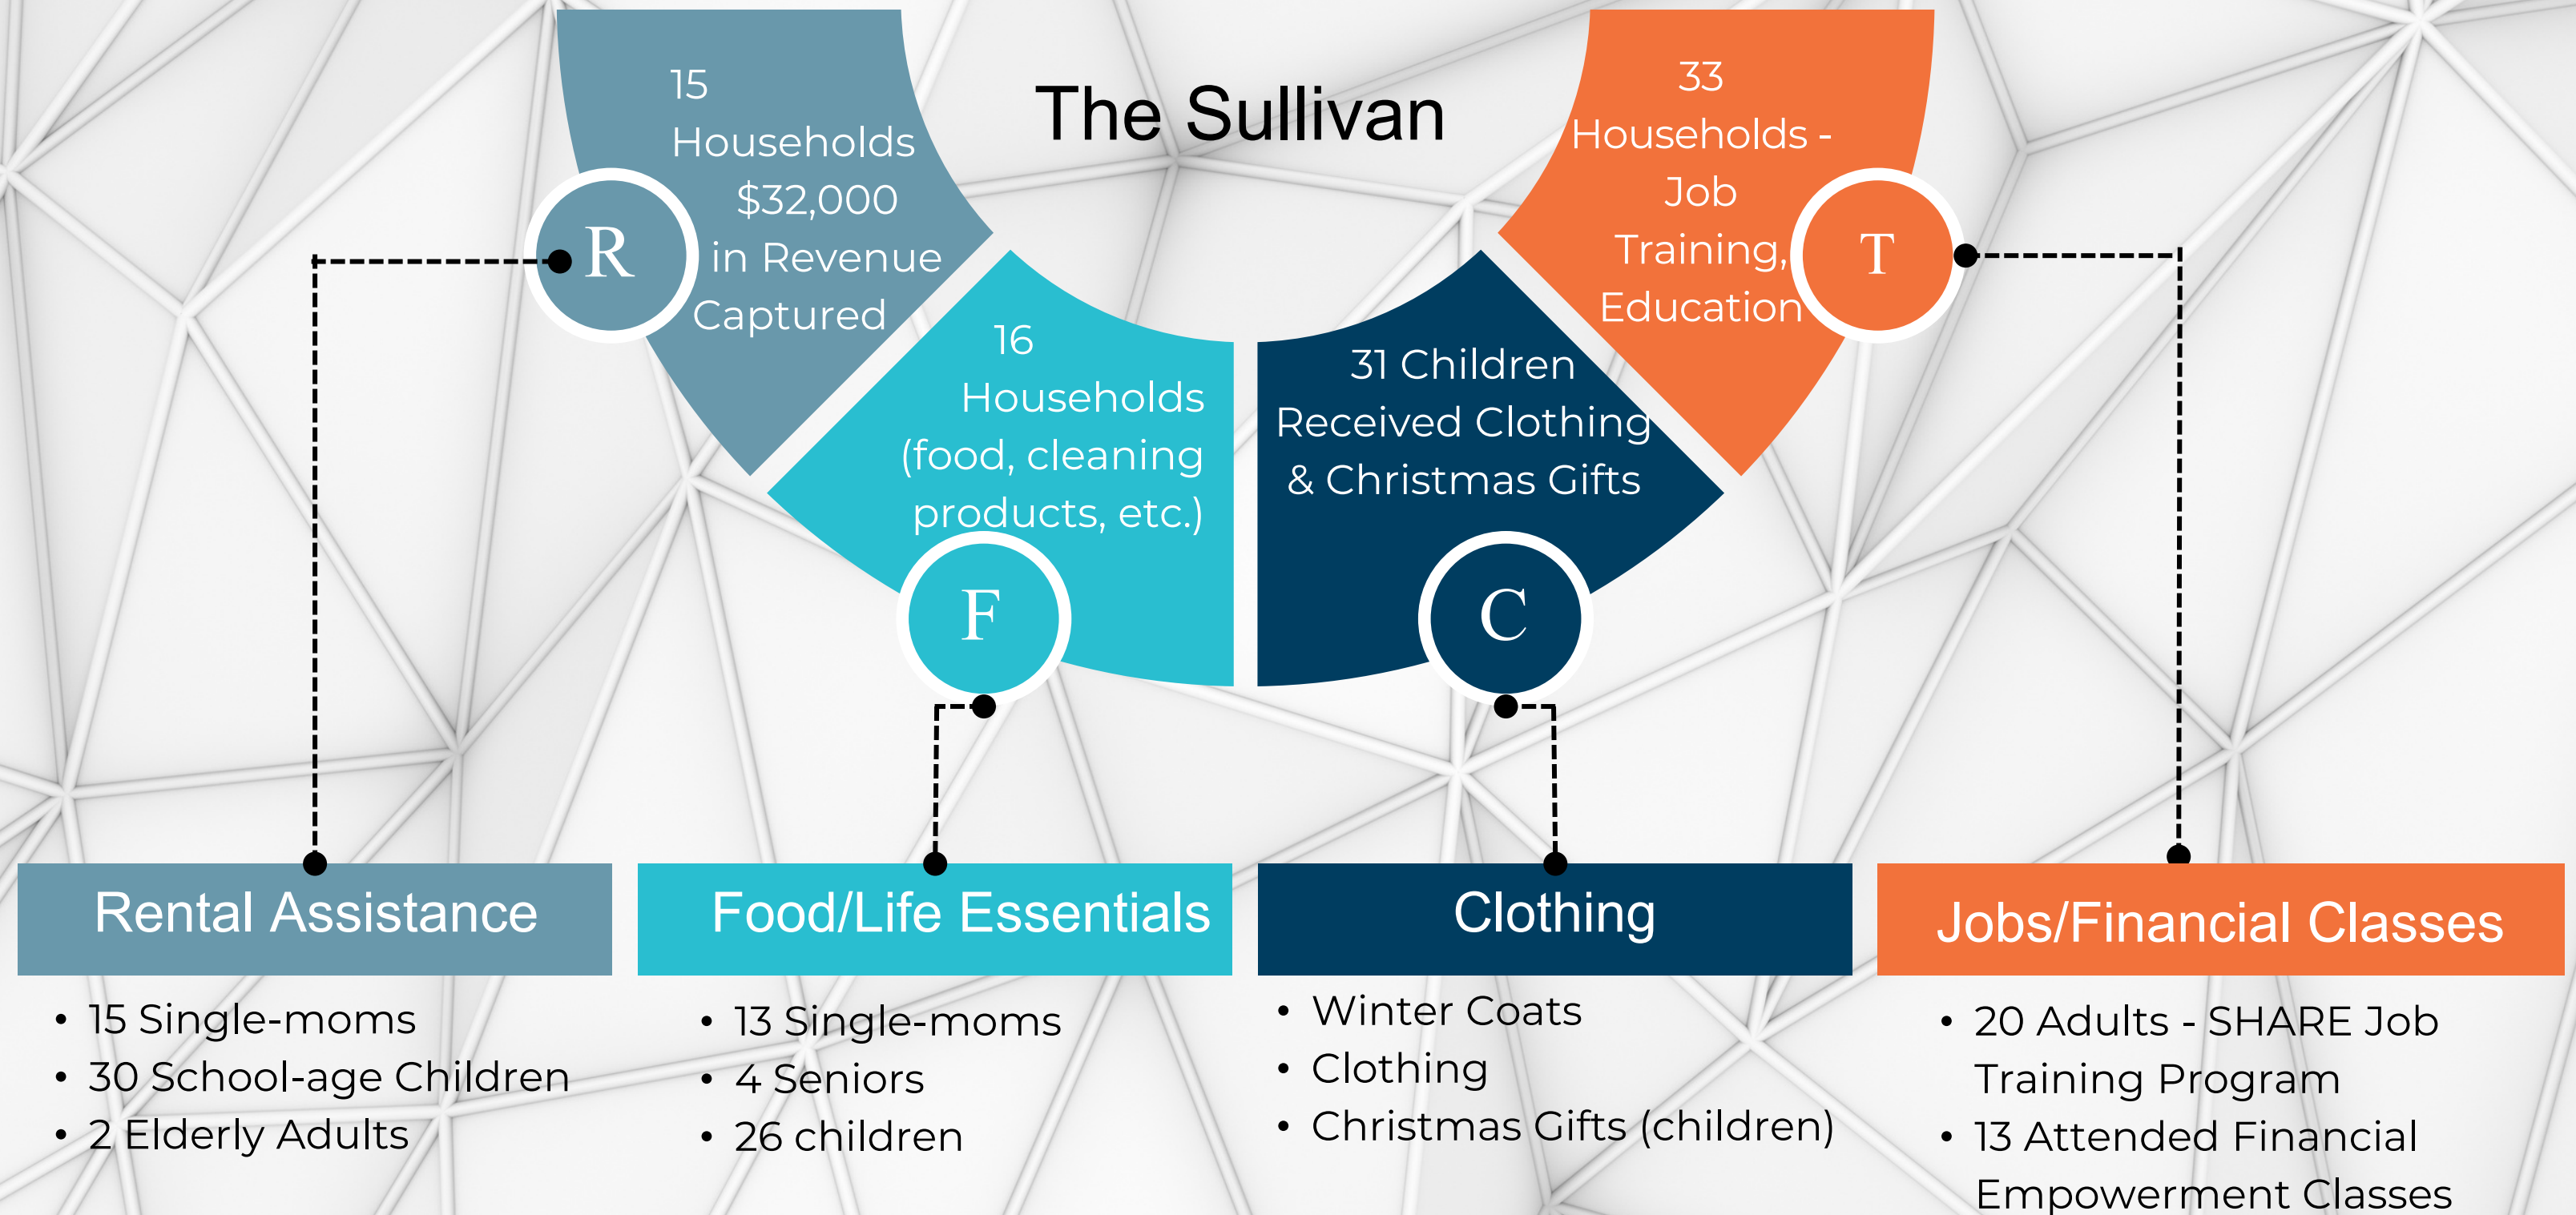 The Sullivan
15
Households
$32,000
in Revenue
Captured
R
16
Households
(food, cleaning
products, etc.)
F
31 Children
Received Clothing
& Christmas Gifts
C
33
Households -
Job
Training,
Education
T
Rental Assistance
• 15 Single-moms
• 30 School-age Children
• 2 Elderly Adults
Food/Life Essentials
• 13 Single-moms
• 4 Seniors
• 26 children
Clothing
• Winter Coats
• Clothing
• Christmas Gifts (children)
Jobs/Financial Classes
• 20 Adults - SHARE Job
Training Program
• 13 Attended Financial
Empowerment Classes